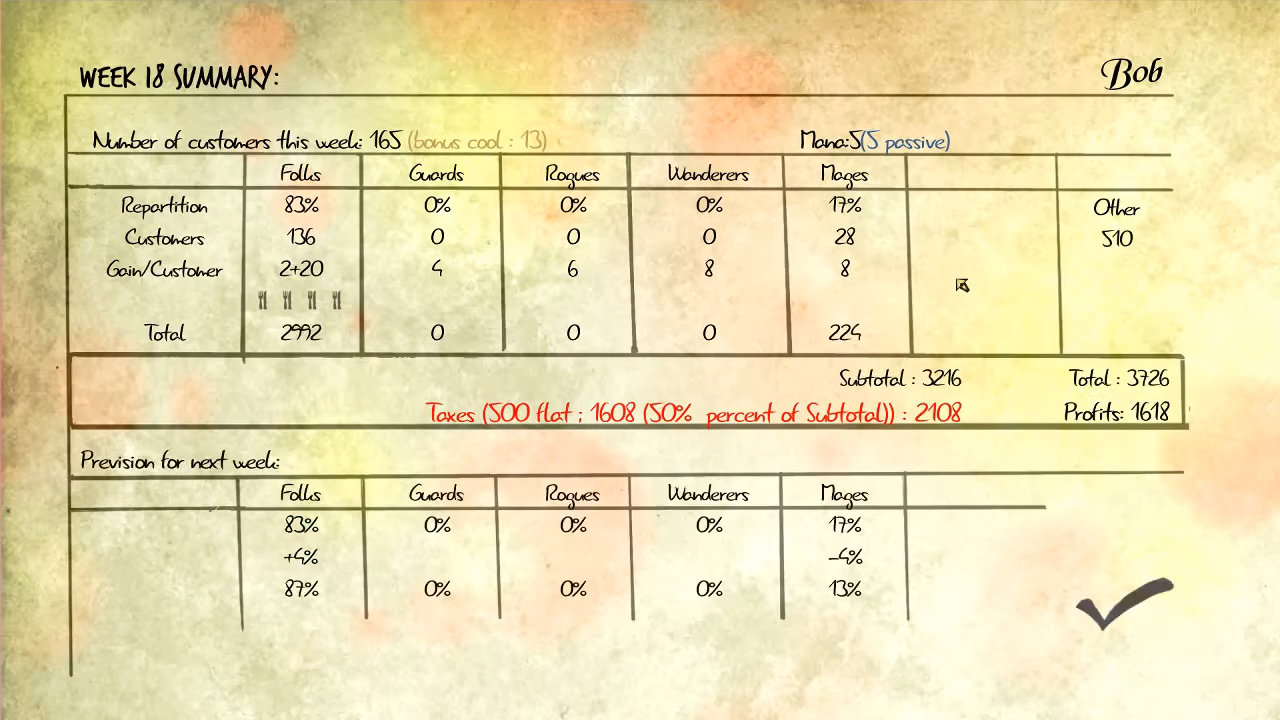 WEEK 18 SUMMARY: Bob
Number of customers this week: 165 (bonus cool : 13) Mana:5(5 passive)
Folks Guards Rogues Wanderers Mages
Repartition 83% 0% 0% 0% 17% Other
Customers 136 0 0 0 28 510
Gain/Customer 2+20 4 6 8 8
Total 2992 0 0 0 224
Subtotal : 3216 Total : 3726
Taxes (500 flat ; 1608 (50% percent of Subtotal)) : 2108 Profits: 1618
Prevision for next week:
Folks Guards Rogues Wanderers Mages
83% 0% 0% 0% 17%
+4% -4%
87% 0% 0% 0% 13%